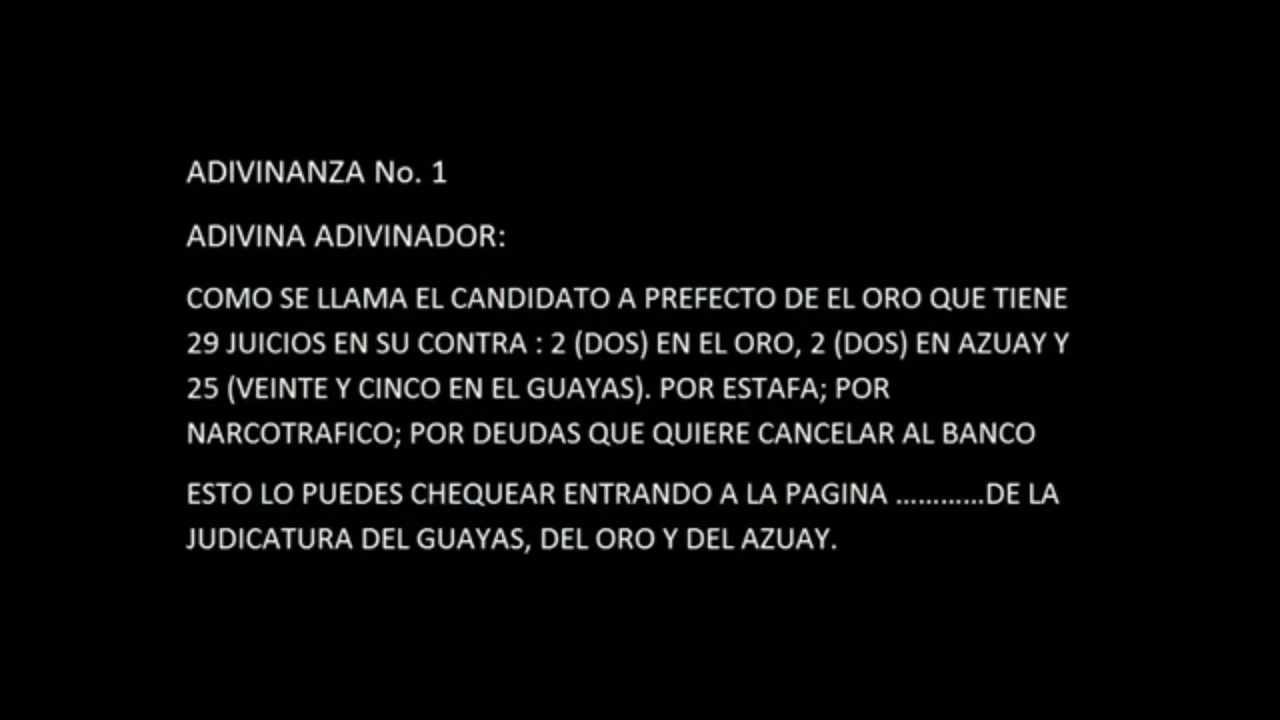 ADIVINANZA No. 1
ADIVINA ADIVINADOR:
COMO SE LLAMA EL CANDIDATO A PREFECTO DE EL ORO QUE TIENE
29 JUICIOS EN SU CONTRA : 2 (DOS) EN EL ORO, 2 (DOS) EN AZUAY Y
25 (VEINTE Y CINCO EN EL GUAYAS). POR ESTAFA; POR
NARCOTRAFICO; POR DEUDAS QUE QUIERE CANCELAR AL BANCO
ESTO LO PUEDES CHEQUEAR ENTRANDO A LA PAGINA …………DE LA
JUDICATURA DEL GUAYAS, DEL ORO Y DEL AZUAY.